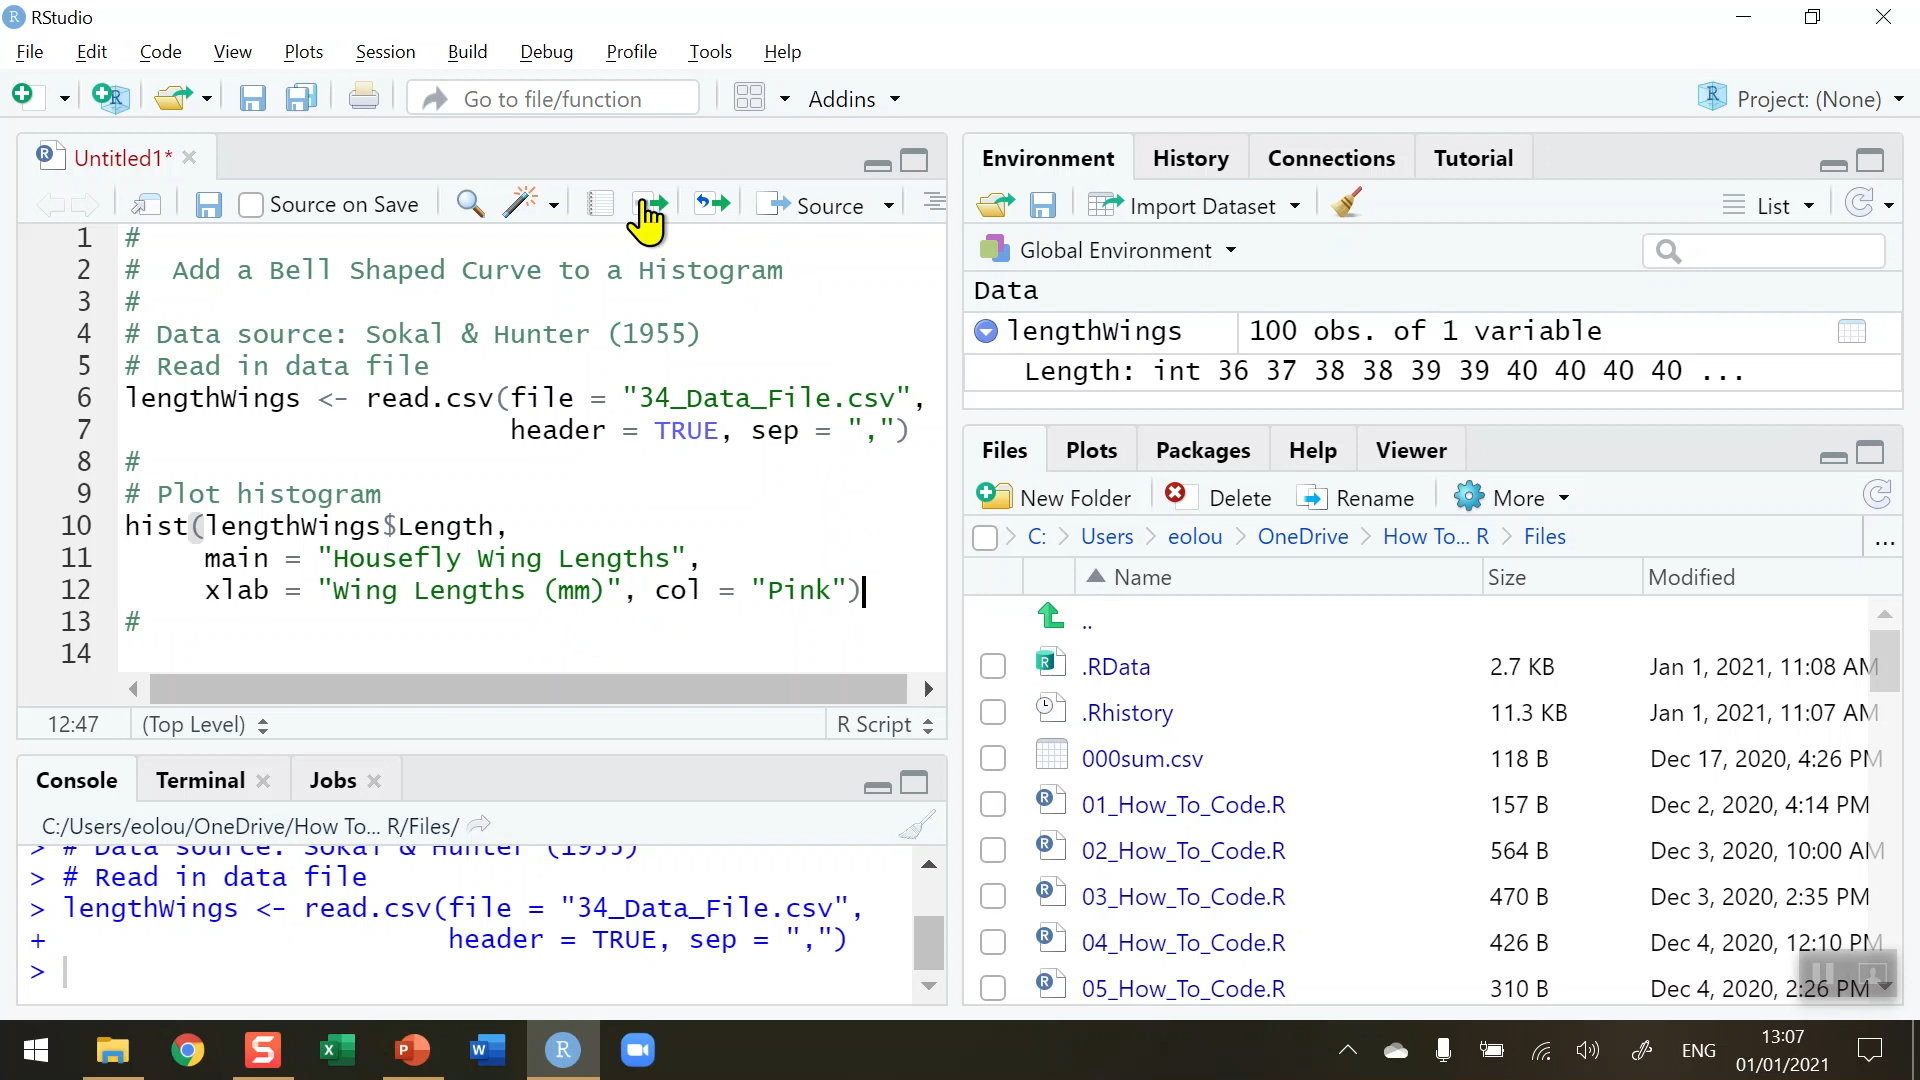 RStudio
File Edit Code View Plots Session Build Debug Profile Tools Help
Go to file/function Addins Project: (None)
Untitled1*
Source on Save Source
1 #
2 #  Add a Bell Shaped Curve to a Histogram
3 #
4 # Data source: Sokal & Hunter (1955)
5 # Read in data file
6 lengthWings <- read.csv(file = "34_Data_File.csv",
7                         header = TRUE, sep = ",")
8 #
9 # Plot histogram
10 hist(lengthWings$Length,
11      main = "Housefly Wing Lengths",
12      xlab = "Wing Lengths (mm)", col = "Pink")
13 #
14
12:47 (Top Level) R Script
Console Terminal Jobs
C:/Users/eolou/OneDrive/How To... R/Files/
> # Data source: Sokal & Hunter (1955)
> # Read in data file
> lengthWings <- read.csv(file = "34_Data_File.csv",
+                         header = TRUE, sep = ",")
>
Environment History Connections Tutorial
Import Dataset List
Global Environment
Data
lengthWings 100 obs. of 1 variable
Length: int 36 37 38 38 39 39 40 40 40 40 ...
Files Plots Packages Help Viewer
New Folder Delete Rename More
C: Users eolou OneDrive How To... R Files ...
Name Size Modified
..
.RData 2.7 KB Jan 1, 2021, 11:08 AM
.Rhistory 11.3 KB Jan 1, 2021, 11:07 AM
000sum.csv 118 B Dec 17, 2020, 4:26 PM
01_How_To_Code.R 157 B Dec 2, 2020, 4:14 PM
02_How_To_Code.R 564 B Dec 3, 2020, 10:00 AM
03_How_To_Code.R 470 B Dec 3, 2020, 2:35 PM
04_How_To_Code.R 426 B Dec 4, 2020, 12:10 PM
05_How_To_Code.R 310 B Dec 4, 2020, 2:26 PM
ENG 13:07
01/01/2021